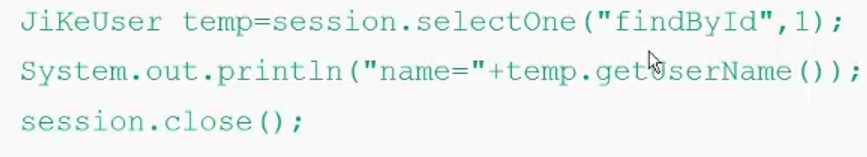 JiKeUser temp=session.selectOne("findById",1);
System.out.println("name="+temp.getUserName());
session.close();